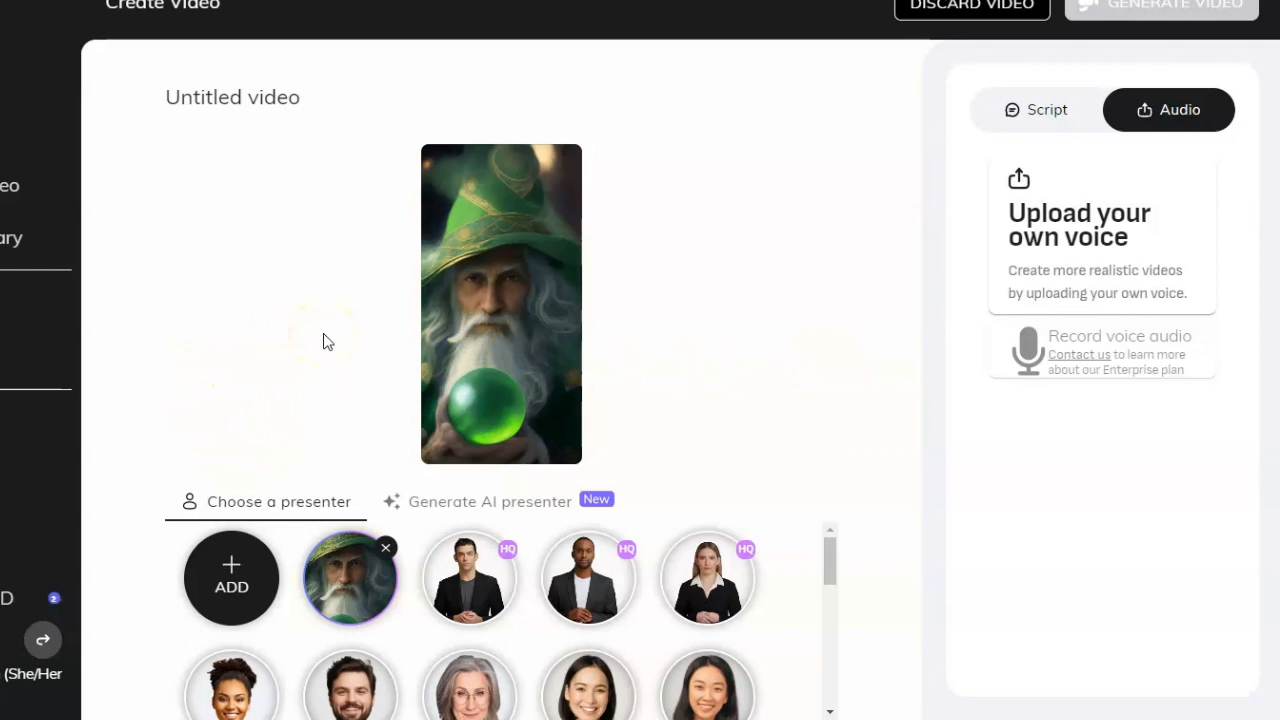 Create Video
DISCARD VIDEO
GENERATE VIDEO
Untitled video
Script
Audio
eo
ary
Upload your
own voice
Create more realistic videos
by uploading your own voice.
Record voice audio
Contact us to learn more
about our Enterprise plan
Choose a presenter
Generate AI presenter
New
ADD
HQ
HQ
HQ
D
2
(She/Her